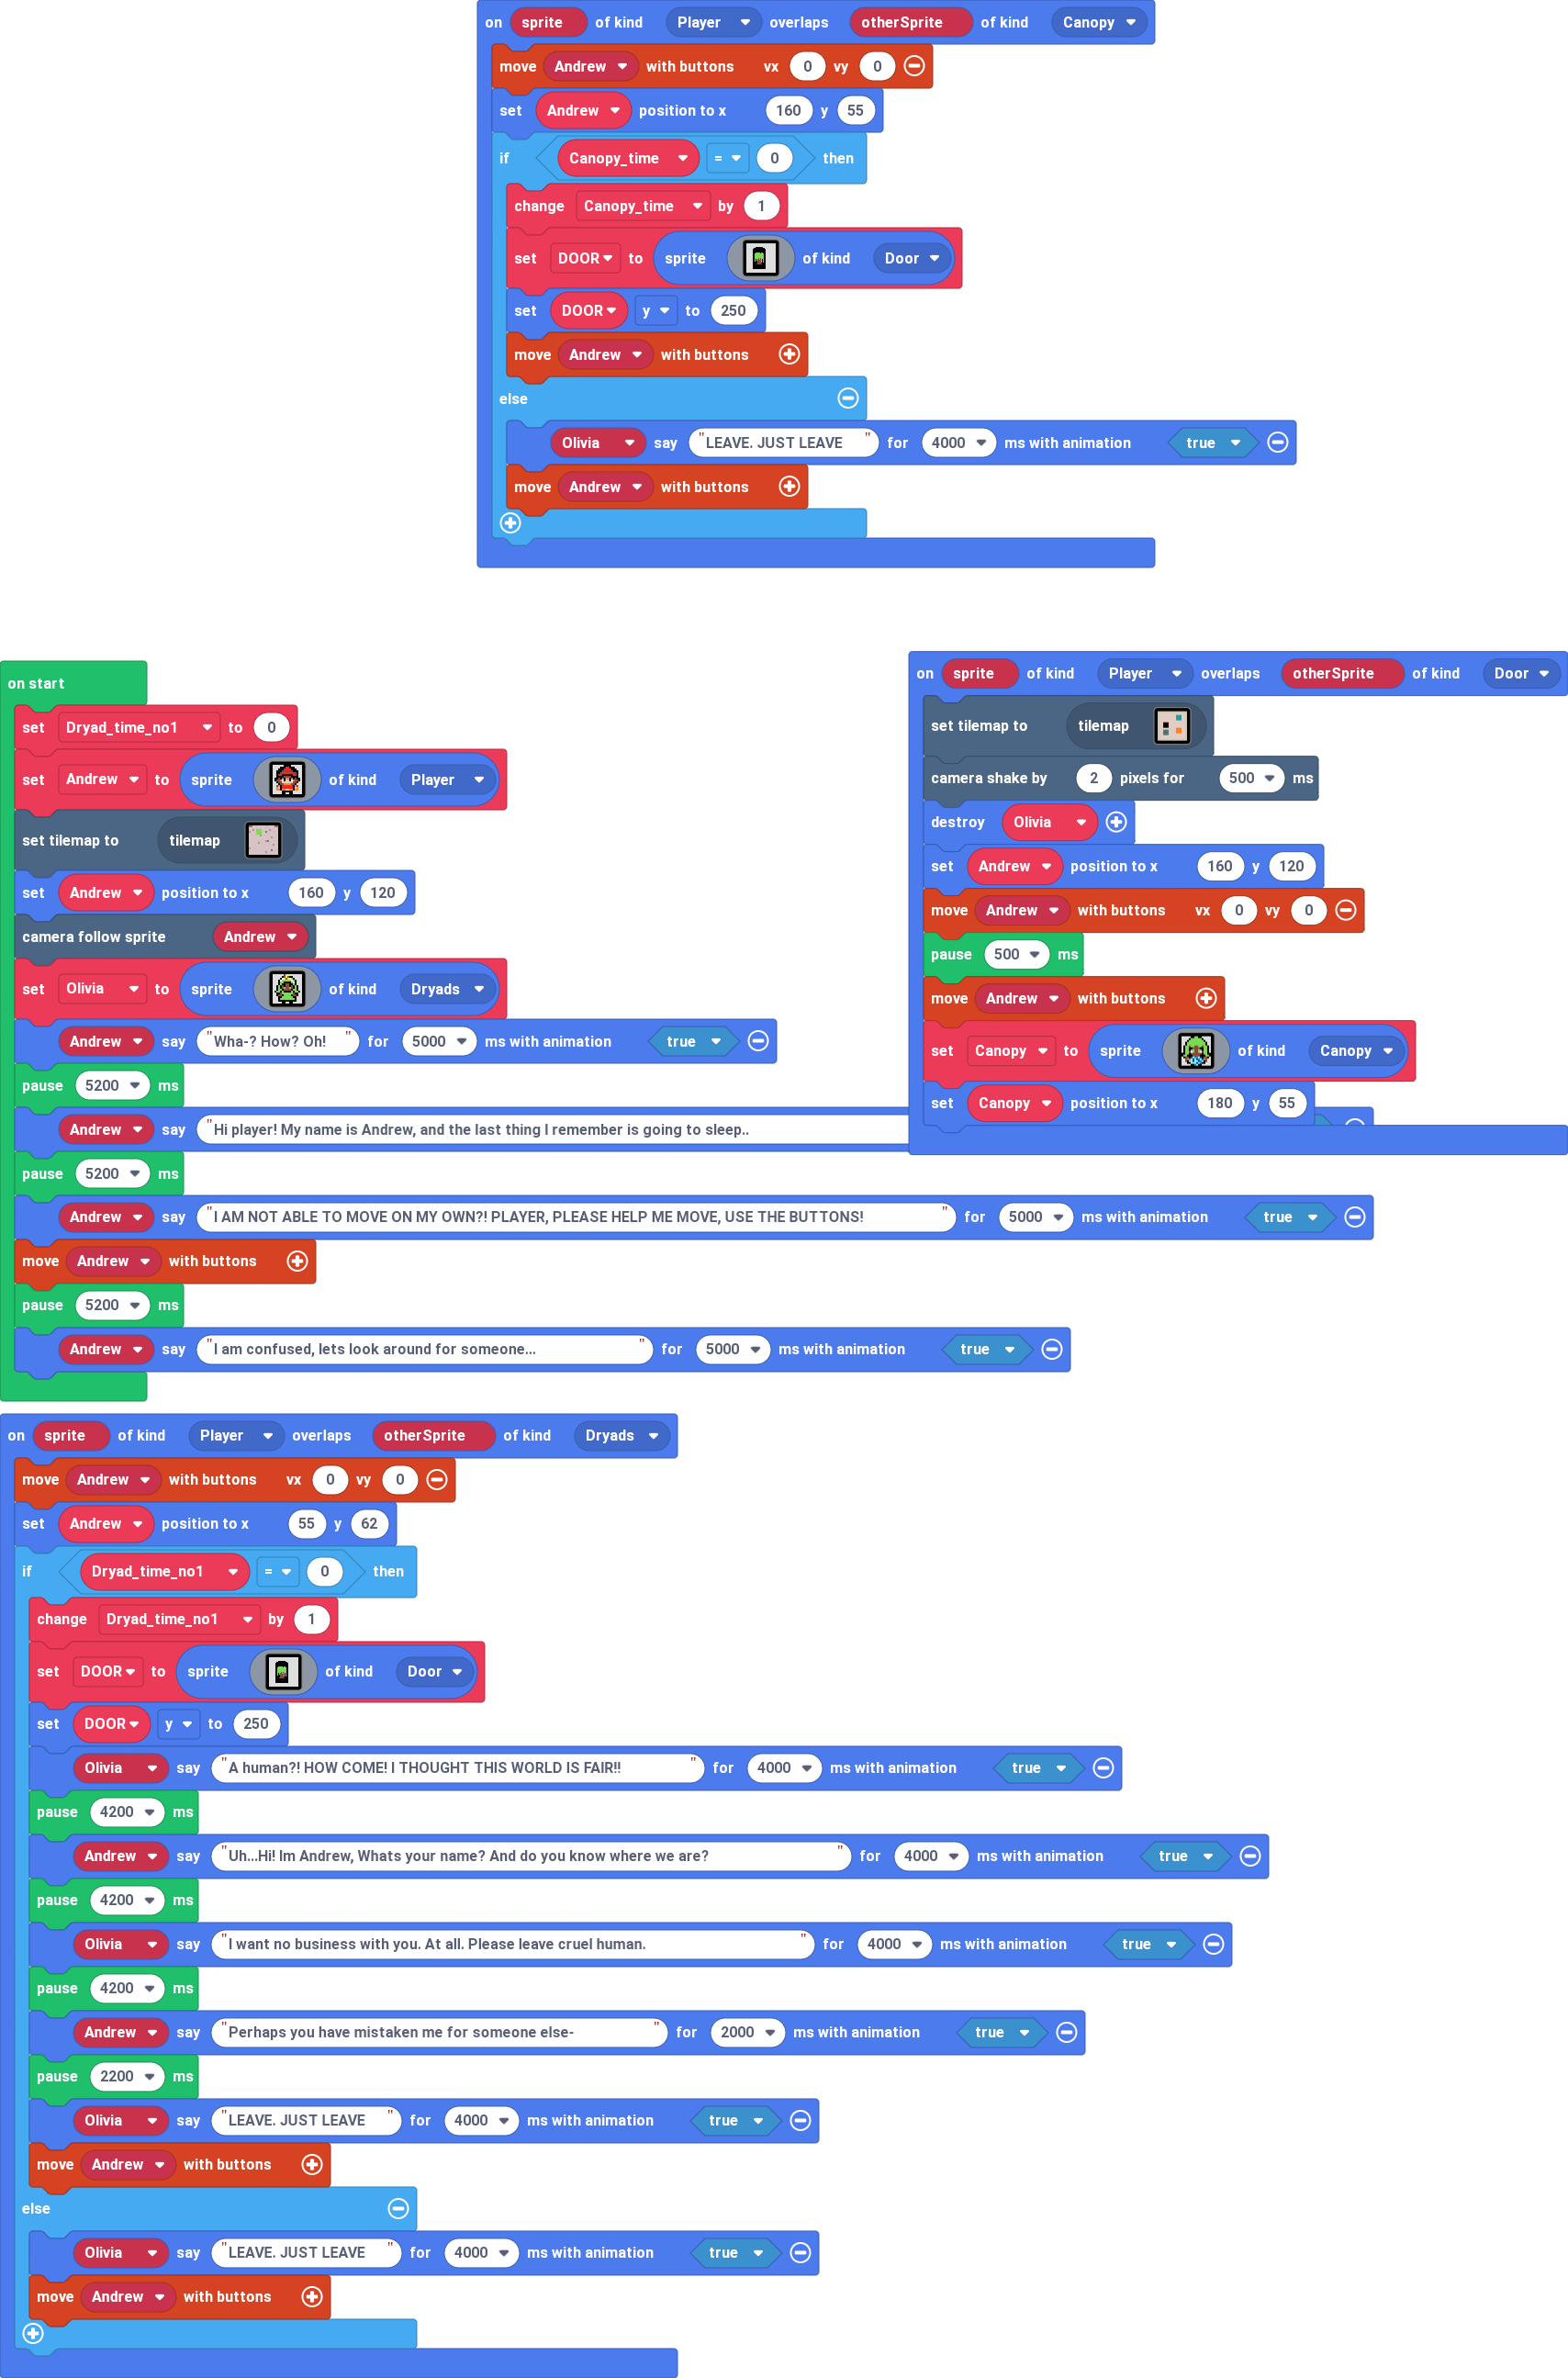 on sprite of kind Player overlaps otherSprite of kind Canopy
move Andrew with buttons vx 0 vy 0
set Andrew position to x 160 y 55
if Canopy_time = 0 then
change Canopy_time by 1
set DOOR to sprite of kind Door
set DOOR y to 250
move Andrew with buttons
else
Olivia say "LEAVE. JUST LEAVE" for 4000 ms with animation true
move Andrew with buttons
on start
set Dryad_time_no1 to 0
set Andrew to sprite of kind Player
set tilemap to tilemap
set Andrew position to x 160 y 120
camera follow sprite Andrew
set Olivia to sprite of kind Dryads
Andrew say "Wha-? How? Oh!" for 5000 ms with animation true
pause 5200 ms
Andrew say "Hi player! My name is Andrew, and the last thing I remember is going to sleep..
pause 5200 ms
Andrew say "I AM NOT ABLE TO MOVE ON MY OWN?! PLAYER, PLEASE HELP ME MOVE, USE THE BUTTONS!" for 5000 ms with animation true
move Andrew with buttons
pause 5200 ms
Andrew say "I am confused, lets look around for someone..." for 5000 ms with animation true
on sprite of kind Player overlaps otherSprite of kind Door
set tilemap to tilemap
camera shake by 2 pixels for 500 ms
destroy Olivia
set Andrew position to x 160 y 120
move Andrew with buttons vx 0 vy 0
pause 500 ms
move Andrew with buttons
set Canopy to sprite of kind Canopy
set Canopy position to x 180 y 55
on sprite of kind Player overlaps otherSprite of kind Dryads
move Andrew with buttons vx 0 vy 0
set Andrew position to x 55 y 62
if Dryad_time_no1 = 0 then
change Dryad_time_no1 by 1
set DOOR to sprite of kind Door
set DOOR y to 250
Olivia say "A human?! HOW COME! I THOUGHT THIS WORLD IS FAIR!!" for 4000 ms with animation true
pause 4200 ms
Andrew say "Uh...Hi! Im Andrew, Whats your name? And do you know where we are?" for 4000 ms with animation true
pause 4200 ms
Olivia say "I want no business with you. At all. Please leave cruel human." for 4000 ms with animation true
pause 4200 ms
Andrew say "Perhaps you have mistaken me for someone else-" for 2000 ms with animation true
pause 2200 ms
Olivia say "LEAVE. JUST LEAVE" for 4000 ms with animation true
move Andrew with buttons
else
Olivia say "LEAVE. JUST LEAVE" for 4000 ms with animation true
move Andrew with buttons